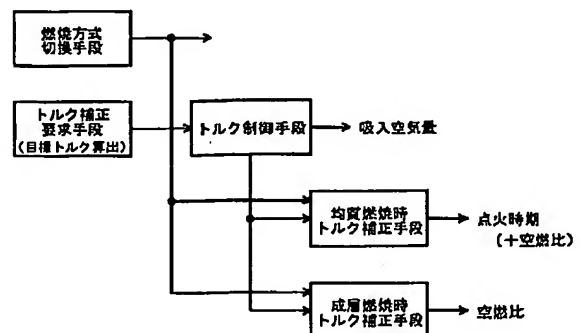 燃焼方式
切換手段
トルク補正
要求手段
(目標トルク算出)
トルク制御手段
吸入空気量
均質燃焼時
トルク補正手段
点火時期
(+空燃比)
成層燃焼時
トルク補正手段
空燃比